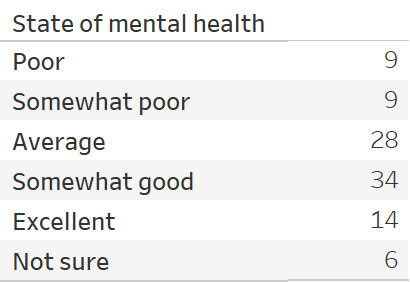 State of mental health
Poor 9
Somewhat poor 9
Average 28
Somewhat good 34
Excellent 14
Not sure 6